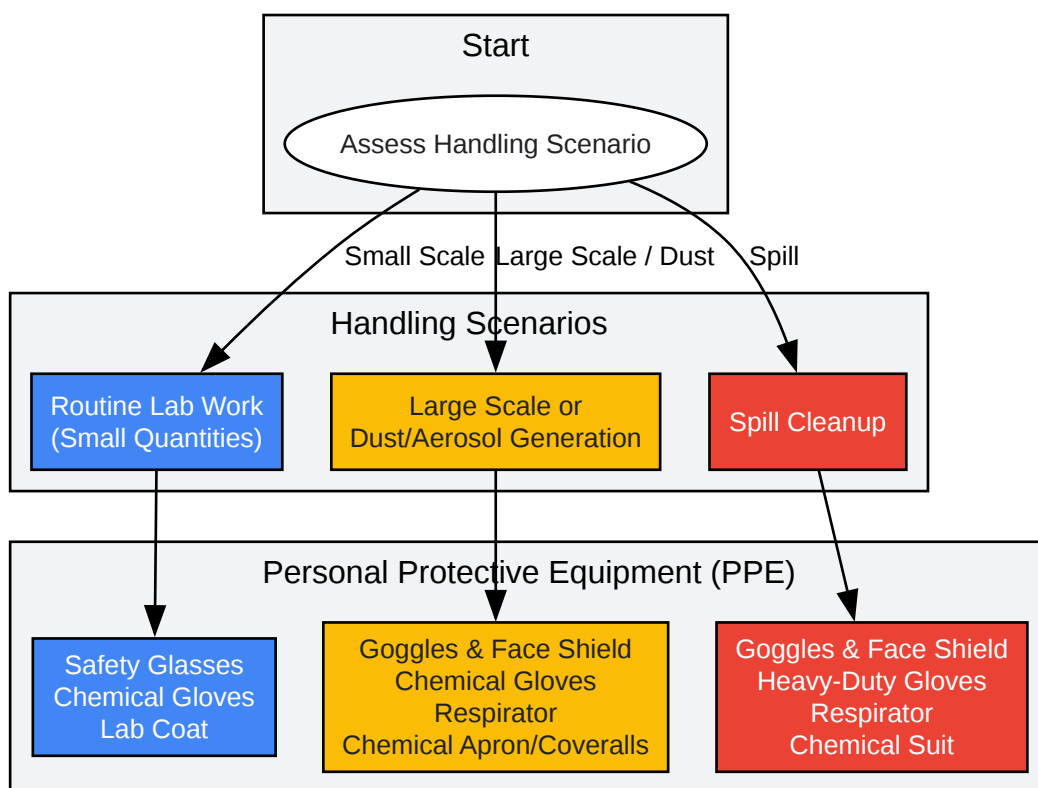 Start
Assess Handling Scenario
Small Scale
Large Scale / Dust
Spill
Handling Scenarios
Routine Lab Work
(Small Quantities)
Large Scale or
Dust/Aerosol Generation
Spill Cleanup
Personal Protective Equipment (PPE)
Safety Glasses
Chemical Gloves
Lab Coat
Goggles & Face Shield
Chemical Gloves
Respirator
Chemical Apron/Coveralls
Goggles & Face Shield
Heavy-Duty Gloves
Respirator
Chemical Suit